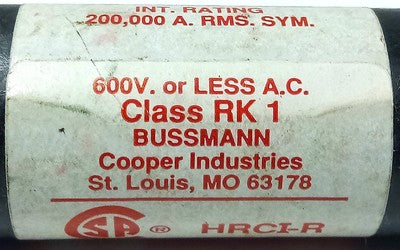 INT. RATING
200,000 A. RMS. SYM.
600V. or LESS A.C.
Class RK 1
BUSSMANN
Cooper Industries
St. Louis, MO 63178
SA ® HRCI-R